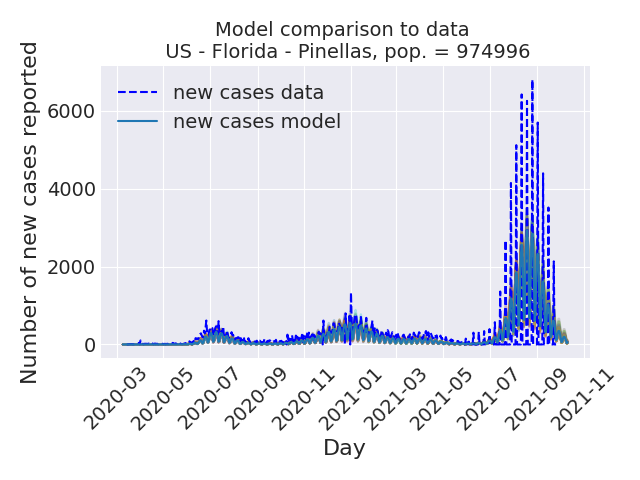 Model comparison to data
US - Florida - Pinellas, pop. = 974996
Number of new cases reported
6000
4000
2000
0
new cases data
new cases model
2020-03
2020-05
2020-07
2020-09
2020-11
2021-01
2021-03
2021-05
2021-07
2021-09
2021-11
Day